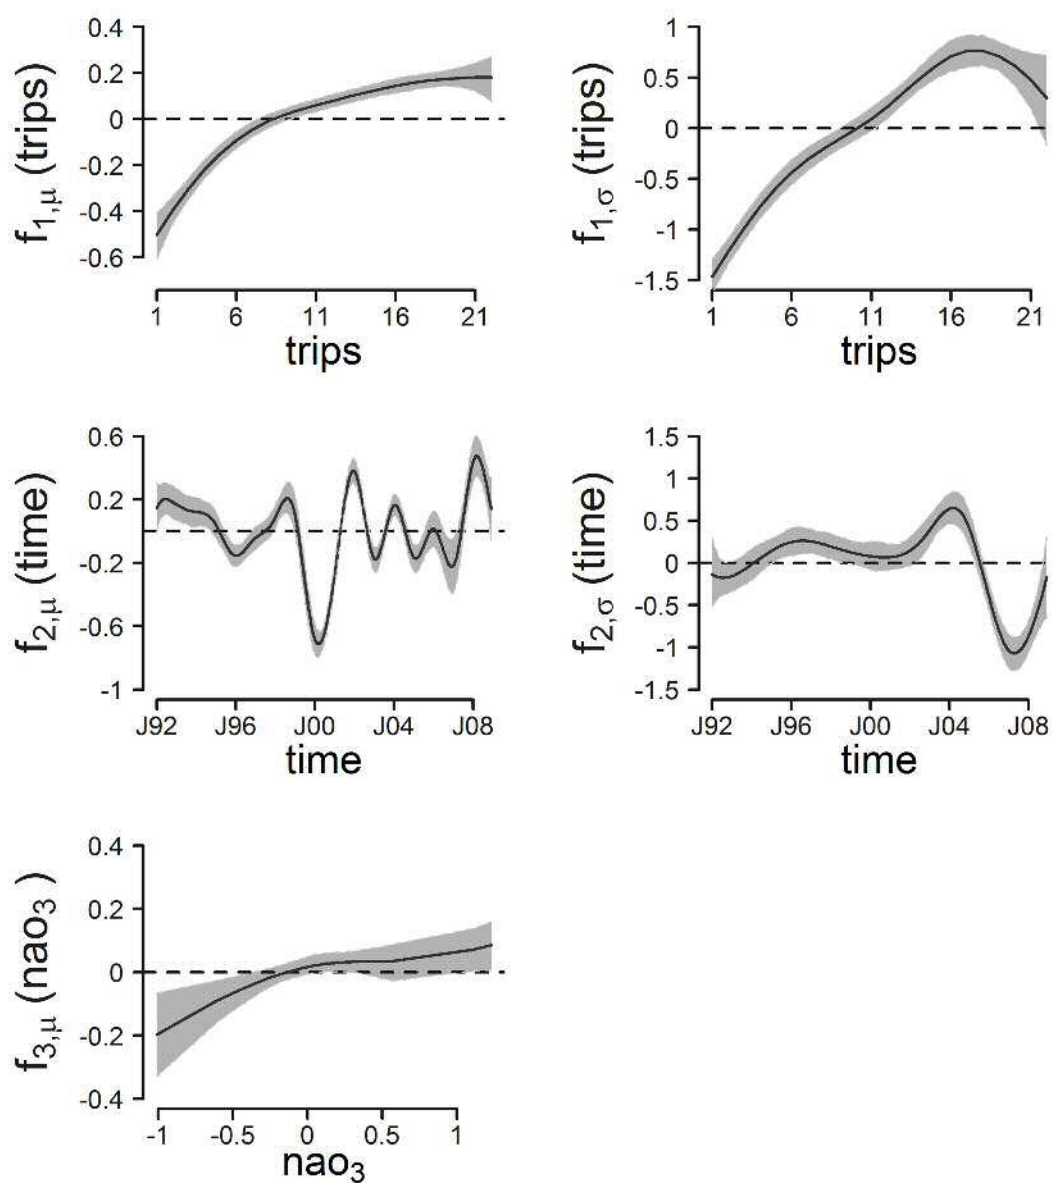 f1,μ (trips)
0.4
0.2
0
-0.2
-0.4
-0.6
1 6 11 16 21
trips
f1,σ (trips)
1
0.5
0
-0.5
-1
-1.5
1 6 11 16 21
trips
f2,μ (time)
0.6
0.2
-0.2
-0.6
-1
J92 J96 J00 J04 J08
time
f2,σ (time)
1.5
1
0.5
0
-0.5
-1
-1.5
J92 J96 J00 J04 J08
time
f3,μ (nao3 )
0.4
0.2
0
-0.2
-0.4
-1 -0.5 0 0.5 1
nao3